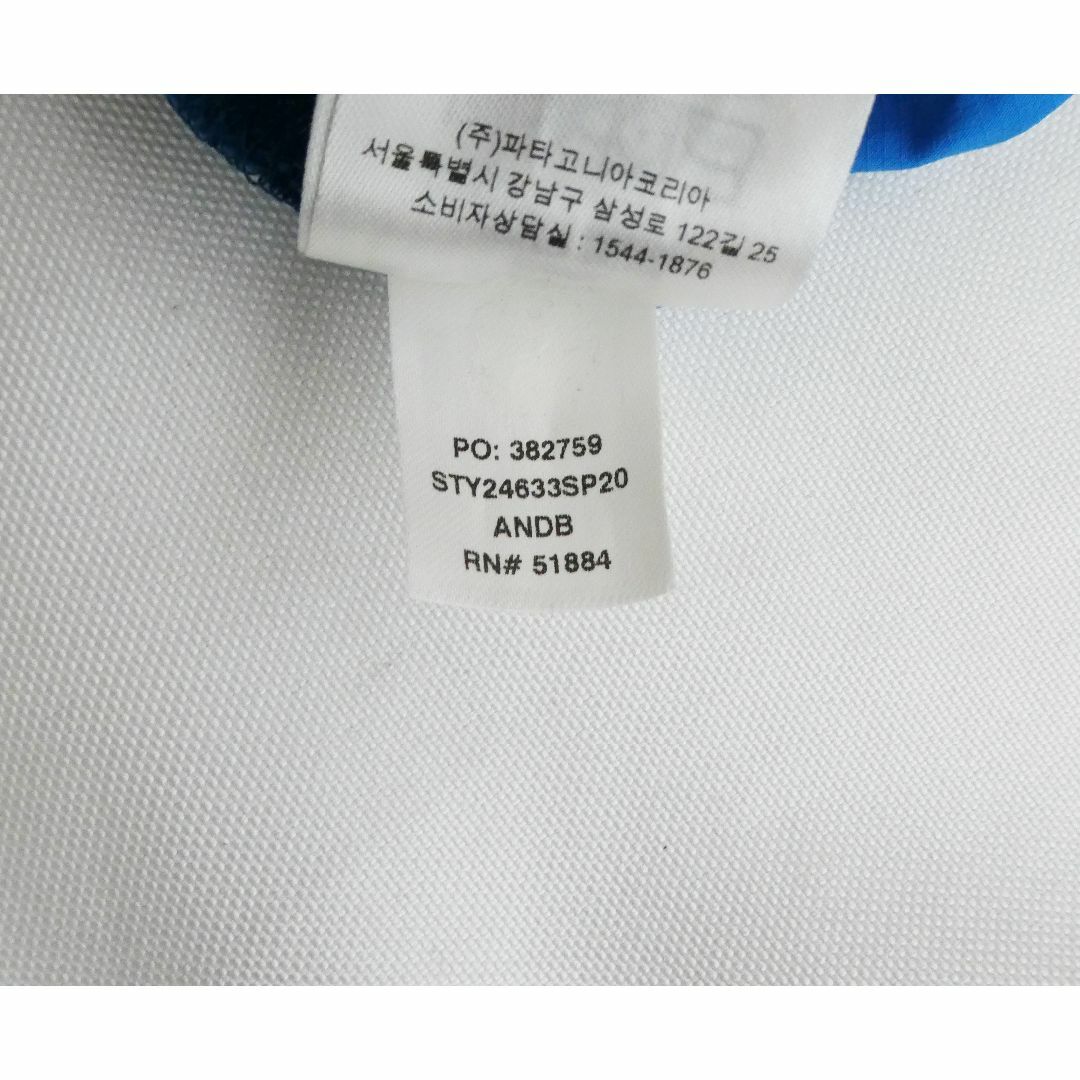 (주)파타고니아코리아
서울특별시 강남구 삼성로 122길 25
소비자상담실 : 1544-1876
PO: 382759
STY24633SP20
ANDB
RN# 51884